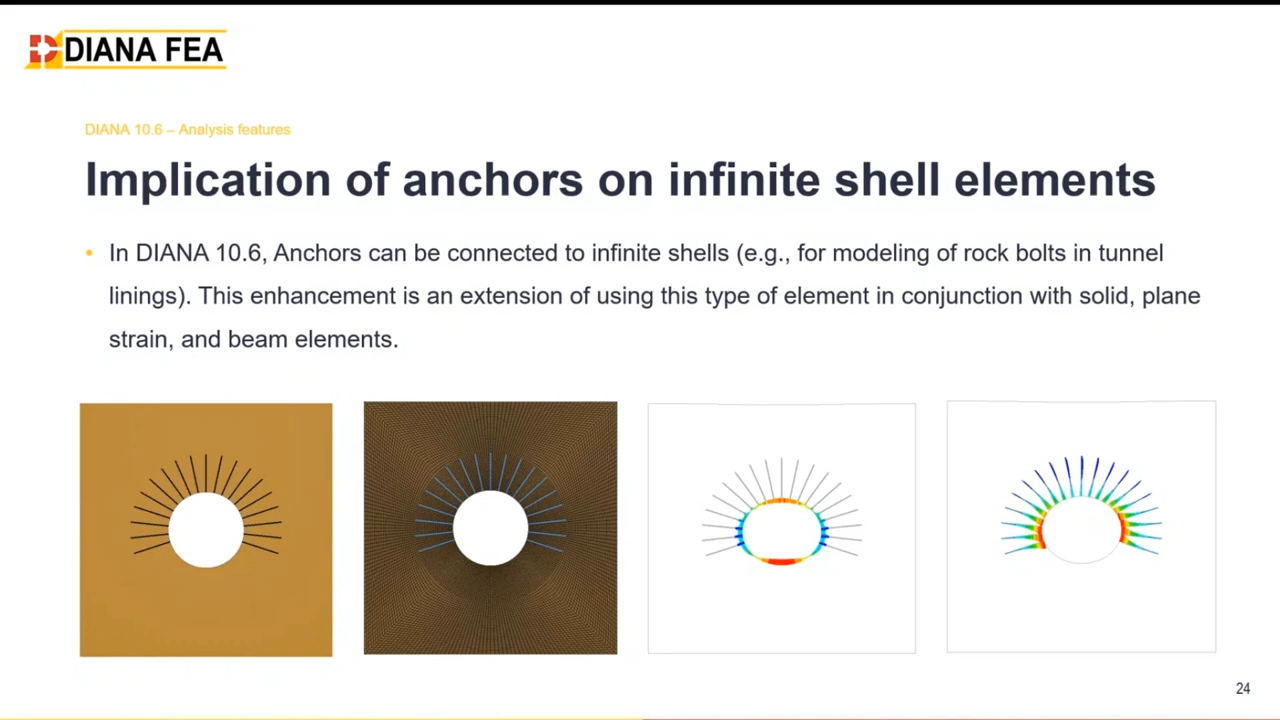 DIANA FEA
DIANA 10.6 – Analysis features
Implication of anchors on infinite shell elements
• In DIANA 10.6, Anchors can be connected to infinite shells (e.g., for modeling of rock bolts in tunnel
linings). This enhancement is an extension of using this type of element in conjunction with solid, plane
strain, and beam elements.
24